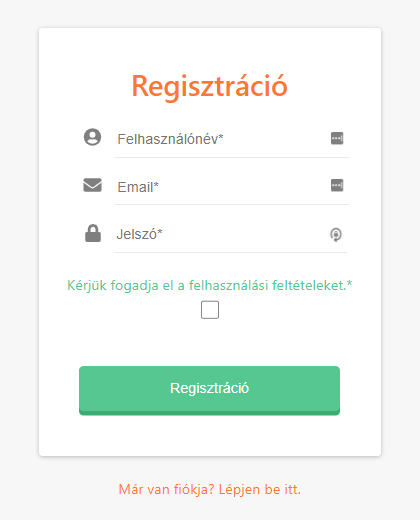 Regisztráció
Felhasználónév*
Email*
Jelszó*
Kérjük fogadja el a felhasználási feltételeket.*
Regisztráció
Már van fiókja? Lépjen be itt.